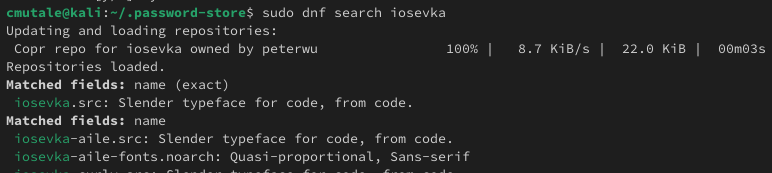 cmutale@kali:~/.password-store$ sudo dnf search iosevka
Updating and loading repositories:
 Copr repo for iosevka owned by peterwu                100% |   8.7 KiB/s |  22.0 KiB |  00m03s
Repositories loaded.
Matched fields: name (exact)
 iosevka.src: Slender typeface for code, from code.
Matched fields: name
 iosevka-aile.src: Slender typeface for code, from code.
 iosevka-aile-fonts.noarch: Quasi-proportional, Sans-serif